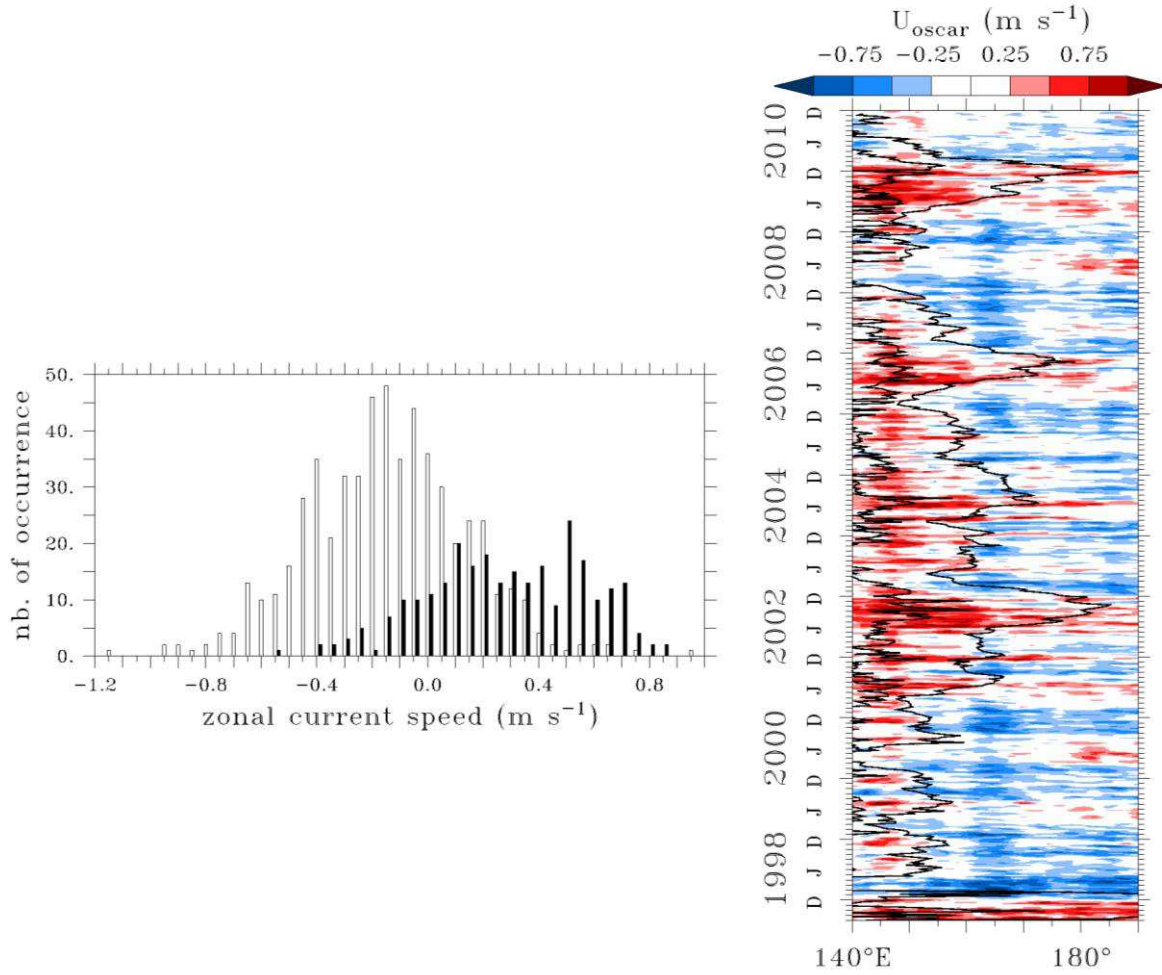 U_oscar (m s⁻¹)
−0.75 −0.25 0.25 0.75
50.
40.
30.
20.
10.
0.
nb. of occurrence
−1.2 −0.8 −0.4 0.0 0.4 0.8
zonal current speed (m s⁻¹)
2010
2008
2006
2004
2002
2000
1998
D
J
D
J
D
J
D
J
D
J
D
J
D
J
D
J
D
J
D
J
D
J
D
J
D
J
D
140°E 180°